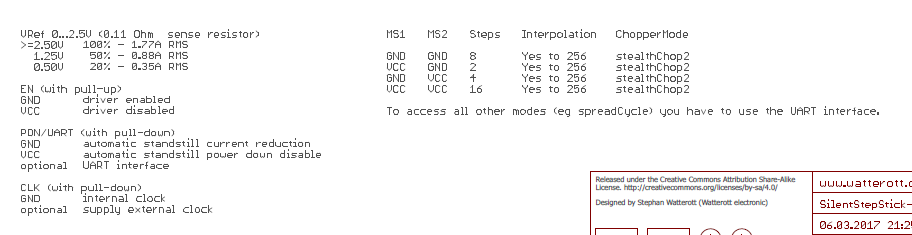 VRef 0...2.5V (0.11 Ohm sense resistor)
>=2.50V 100% - 1.77A RMS
1.25V 50% - 0.88A RMS
0.50V 20% - 0.35A RMS
EN (with pull-up)
GND driver enabled
VCC driver disabled
PDN/UART (with pull-down)
GND automatic standstill current reduction
VCC automatic standstill power down disable
optional UART interface
CLK (with pull-down)
GND internal clock
optional supply external clock
MS1 MS2 Steps Interpolation ChopperMode
GND GND 8 Yes to 256 stealthChop2
VCC GND 2 Yes to 256 stealthChop2
GND VCC 4 Yes to 256 stealthChop2
VCC VCC 16 Yes to 256 stealthChop2
To access all other modes (eg spreadCycle) you have to use the UART interface.
Released under the Creative Commons Attribution Share-Alike
License. http://creativecommons.org/licenses/by-sa/4.0/
Designed by Stephan Watterott (Watterott electronic)
www.watterott.c
SilentStepStick-
06.03.2017 21:2